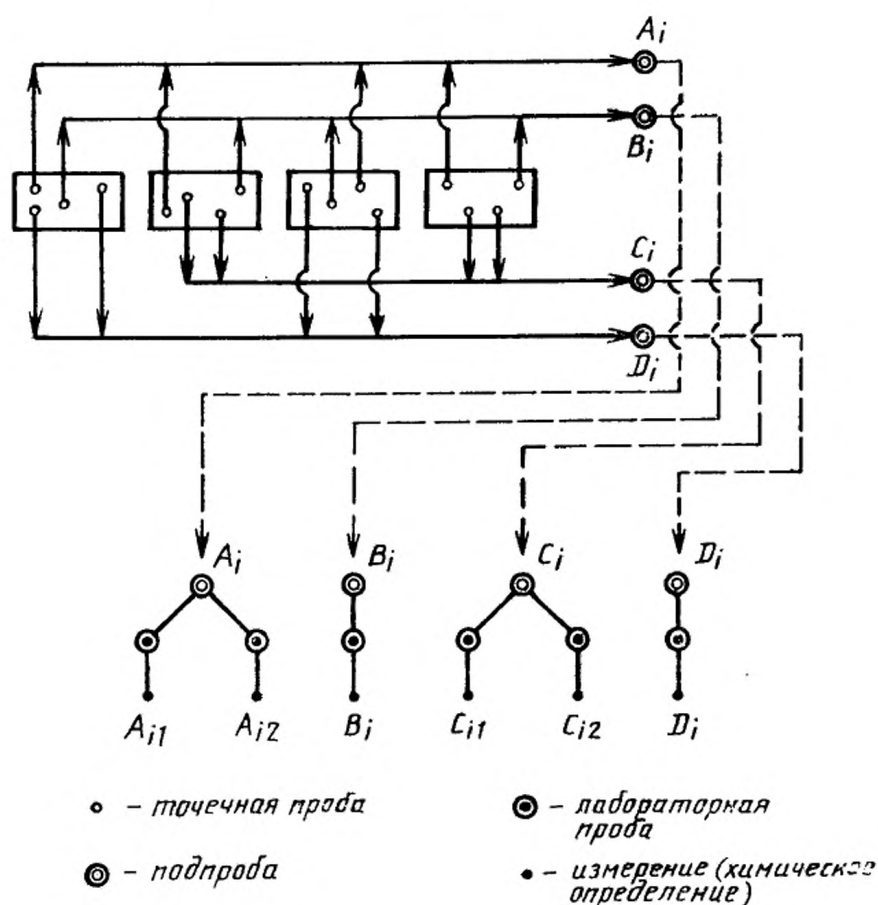 Ai
Bi
Ci
Di
Ai Bi Ci Di
Ai1 Ai2 Bi Ci1 Ci2 Di
– точечная проба
– лабораторная
проба
– подпроба
– измерение (химическое
определение)